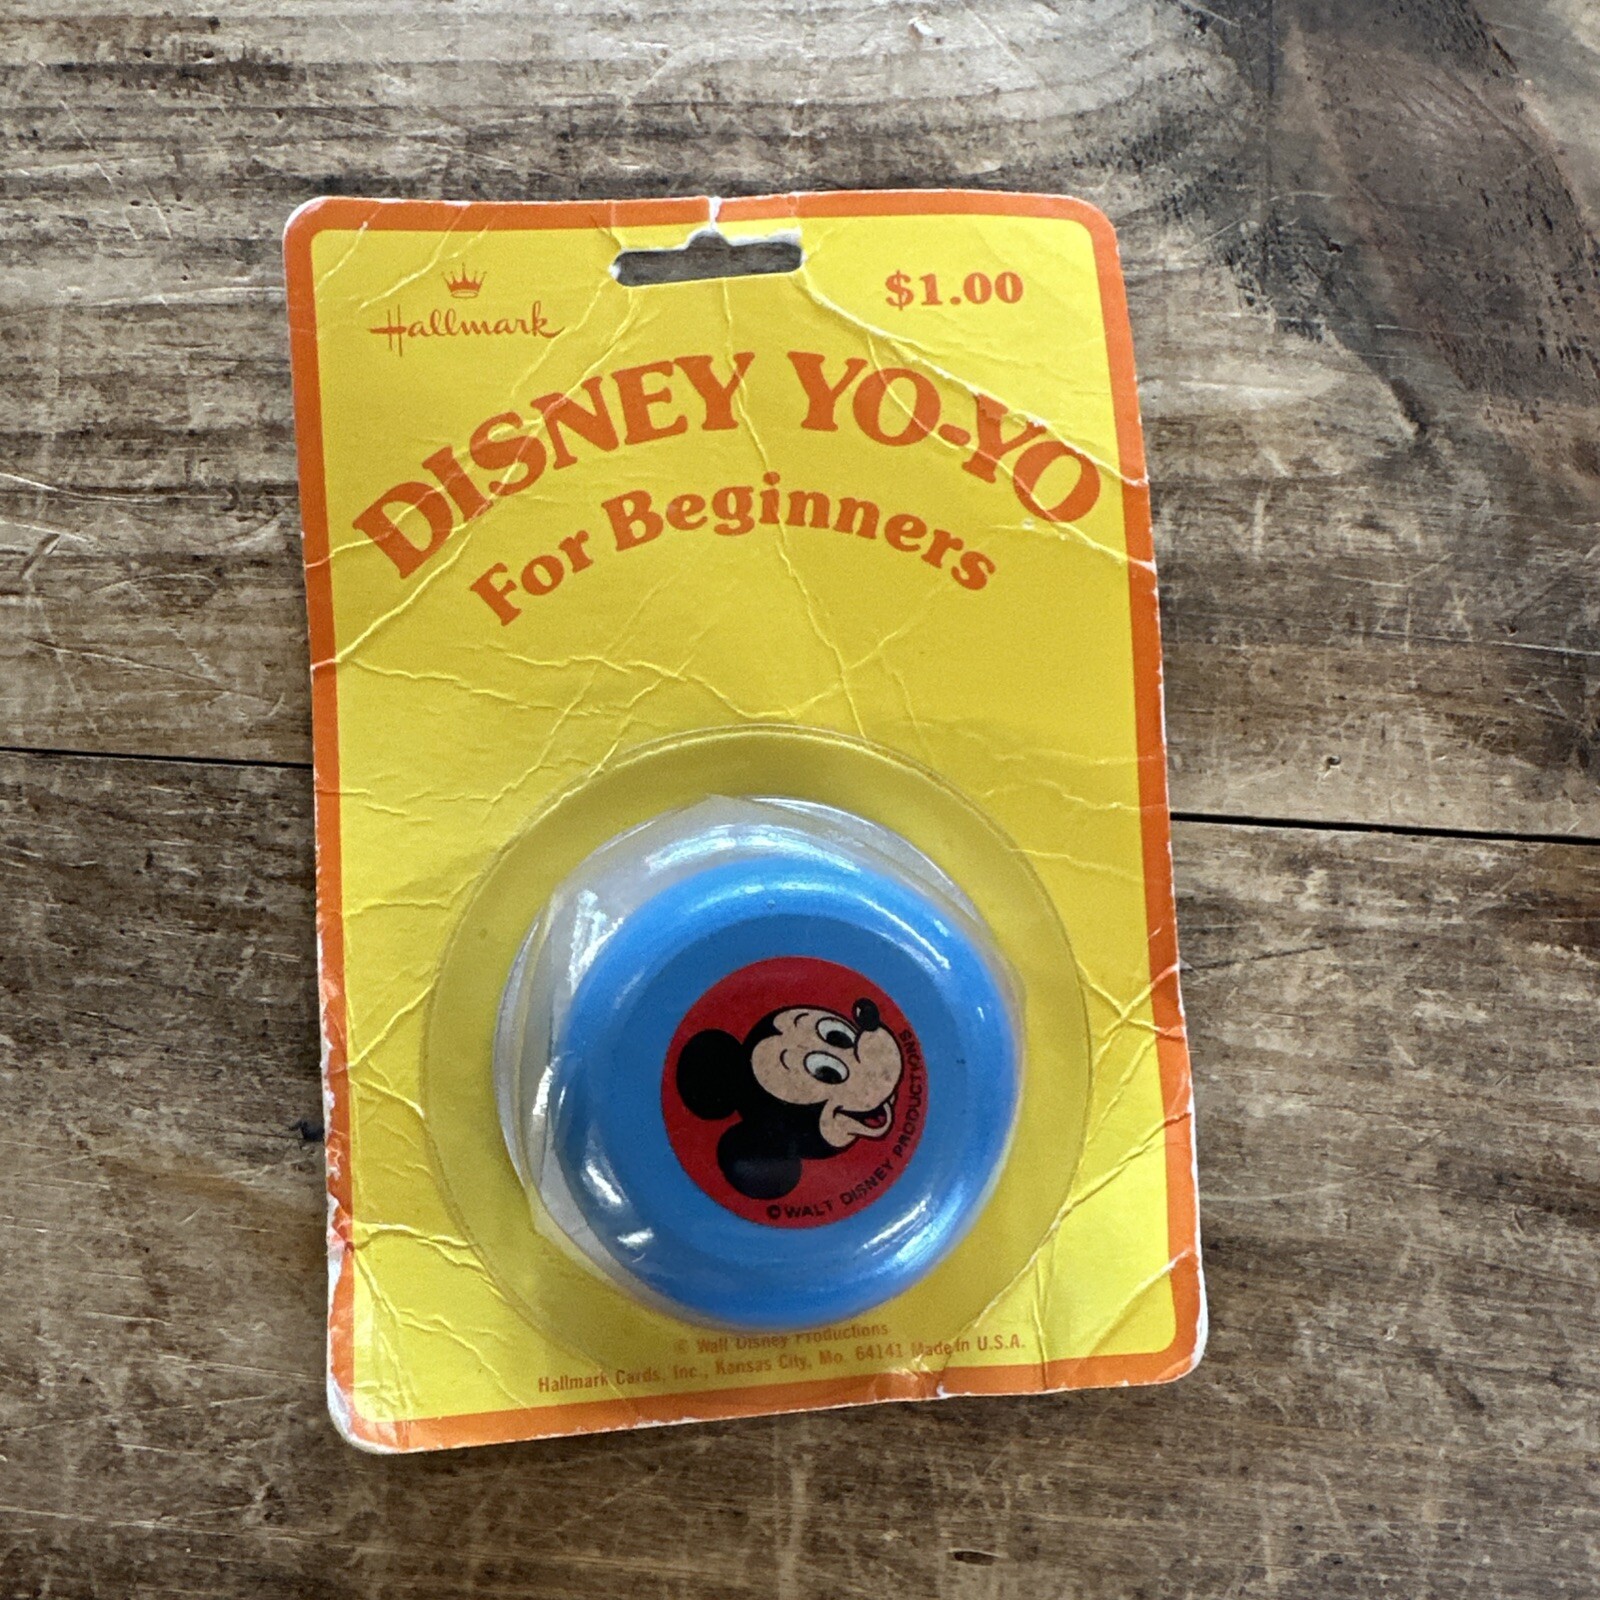 Hallmark
$1.00
DISNEY YO-YO
For Beginners
© WALT DISNEY PRODUCTIONS
© Walt Disney Productions
Hallmark Cards, Inc., Kansas City, Mo. 64141 Made in U.S.A.